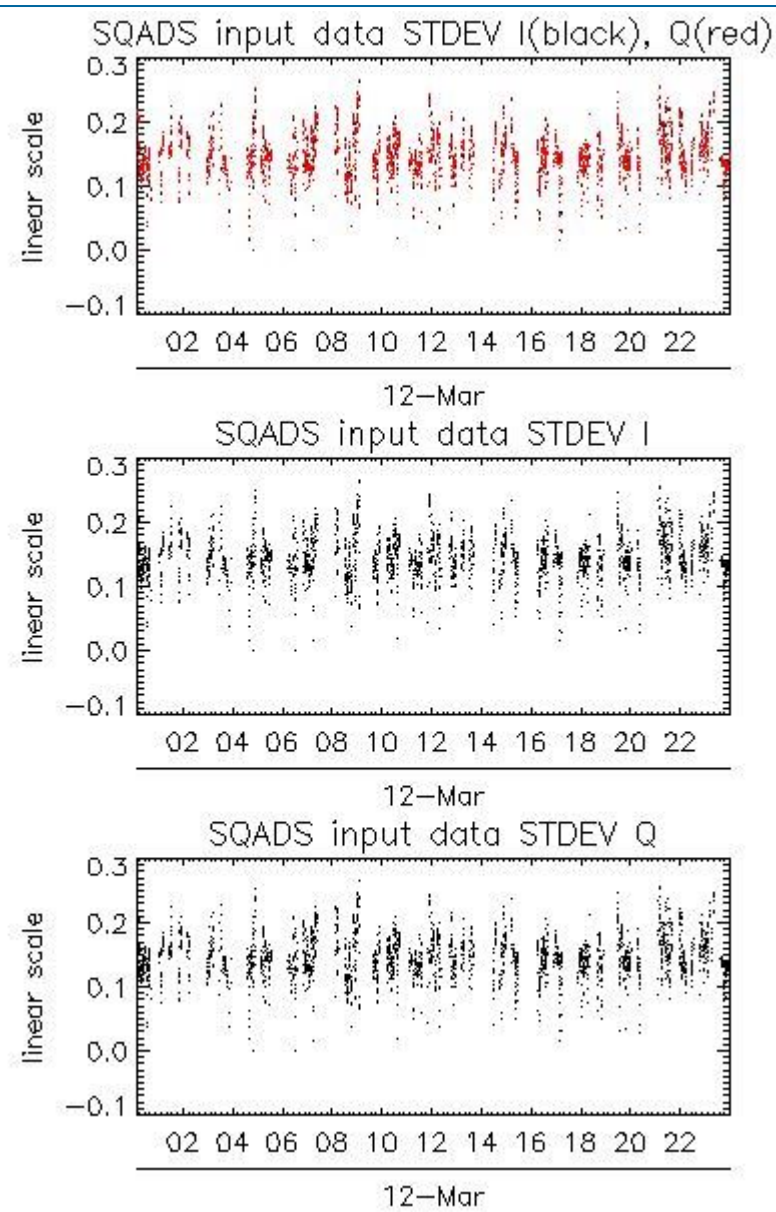 SQADS input data STDEV I(black), Q(red)
0.3
0.2
0.1
0.0
−0.1
linear scale
02 04 06 08 10 12 14 16 18 20 22
12−Mar
SQADS input data STDEV I
0.3
0.2
0.1
0.0
−0.1
linear scale
02 04 06 08 10 12 14 16 18 20 22
12−Mar
SQADS input data STDEV Q
0.3
0.2
0.1
0.0
−0.1
linear scale
02 04 06 08 10 12 14 16 18 20 22
12−Mar